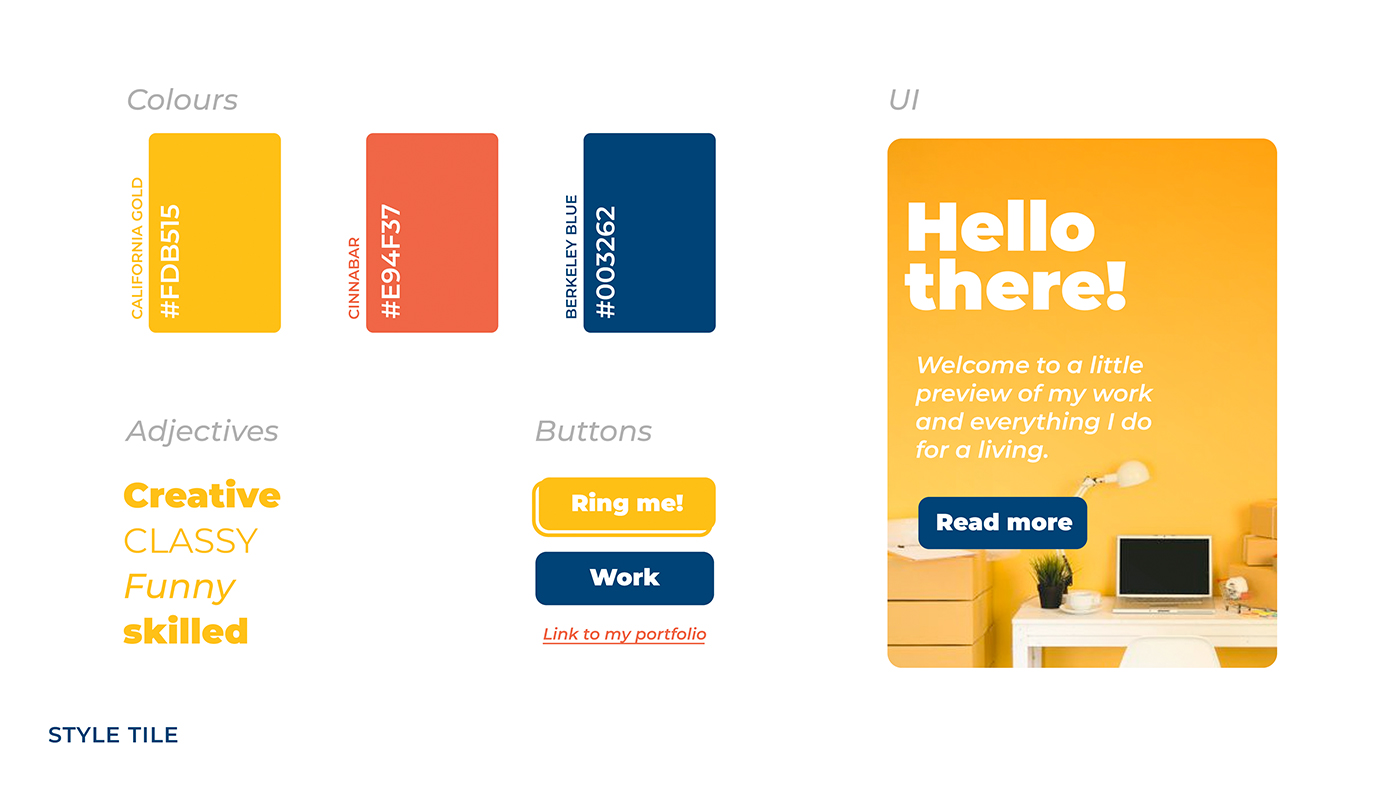 Colours
CALIFORNIA GOLD
#FDB515
CINNABAR
#E94F37
BERKELEY BLUE
#003262
Adjectives
Creative
CLASSY
Funny
skilled
Buttons
Ring me!
Work
Link to my portfolio
UI
Hello
there!
Welcome to a little
preview of my work
and everything I do
for a living.
Read more
STYLE TILE